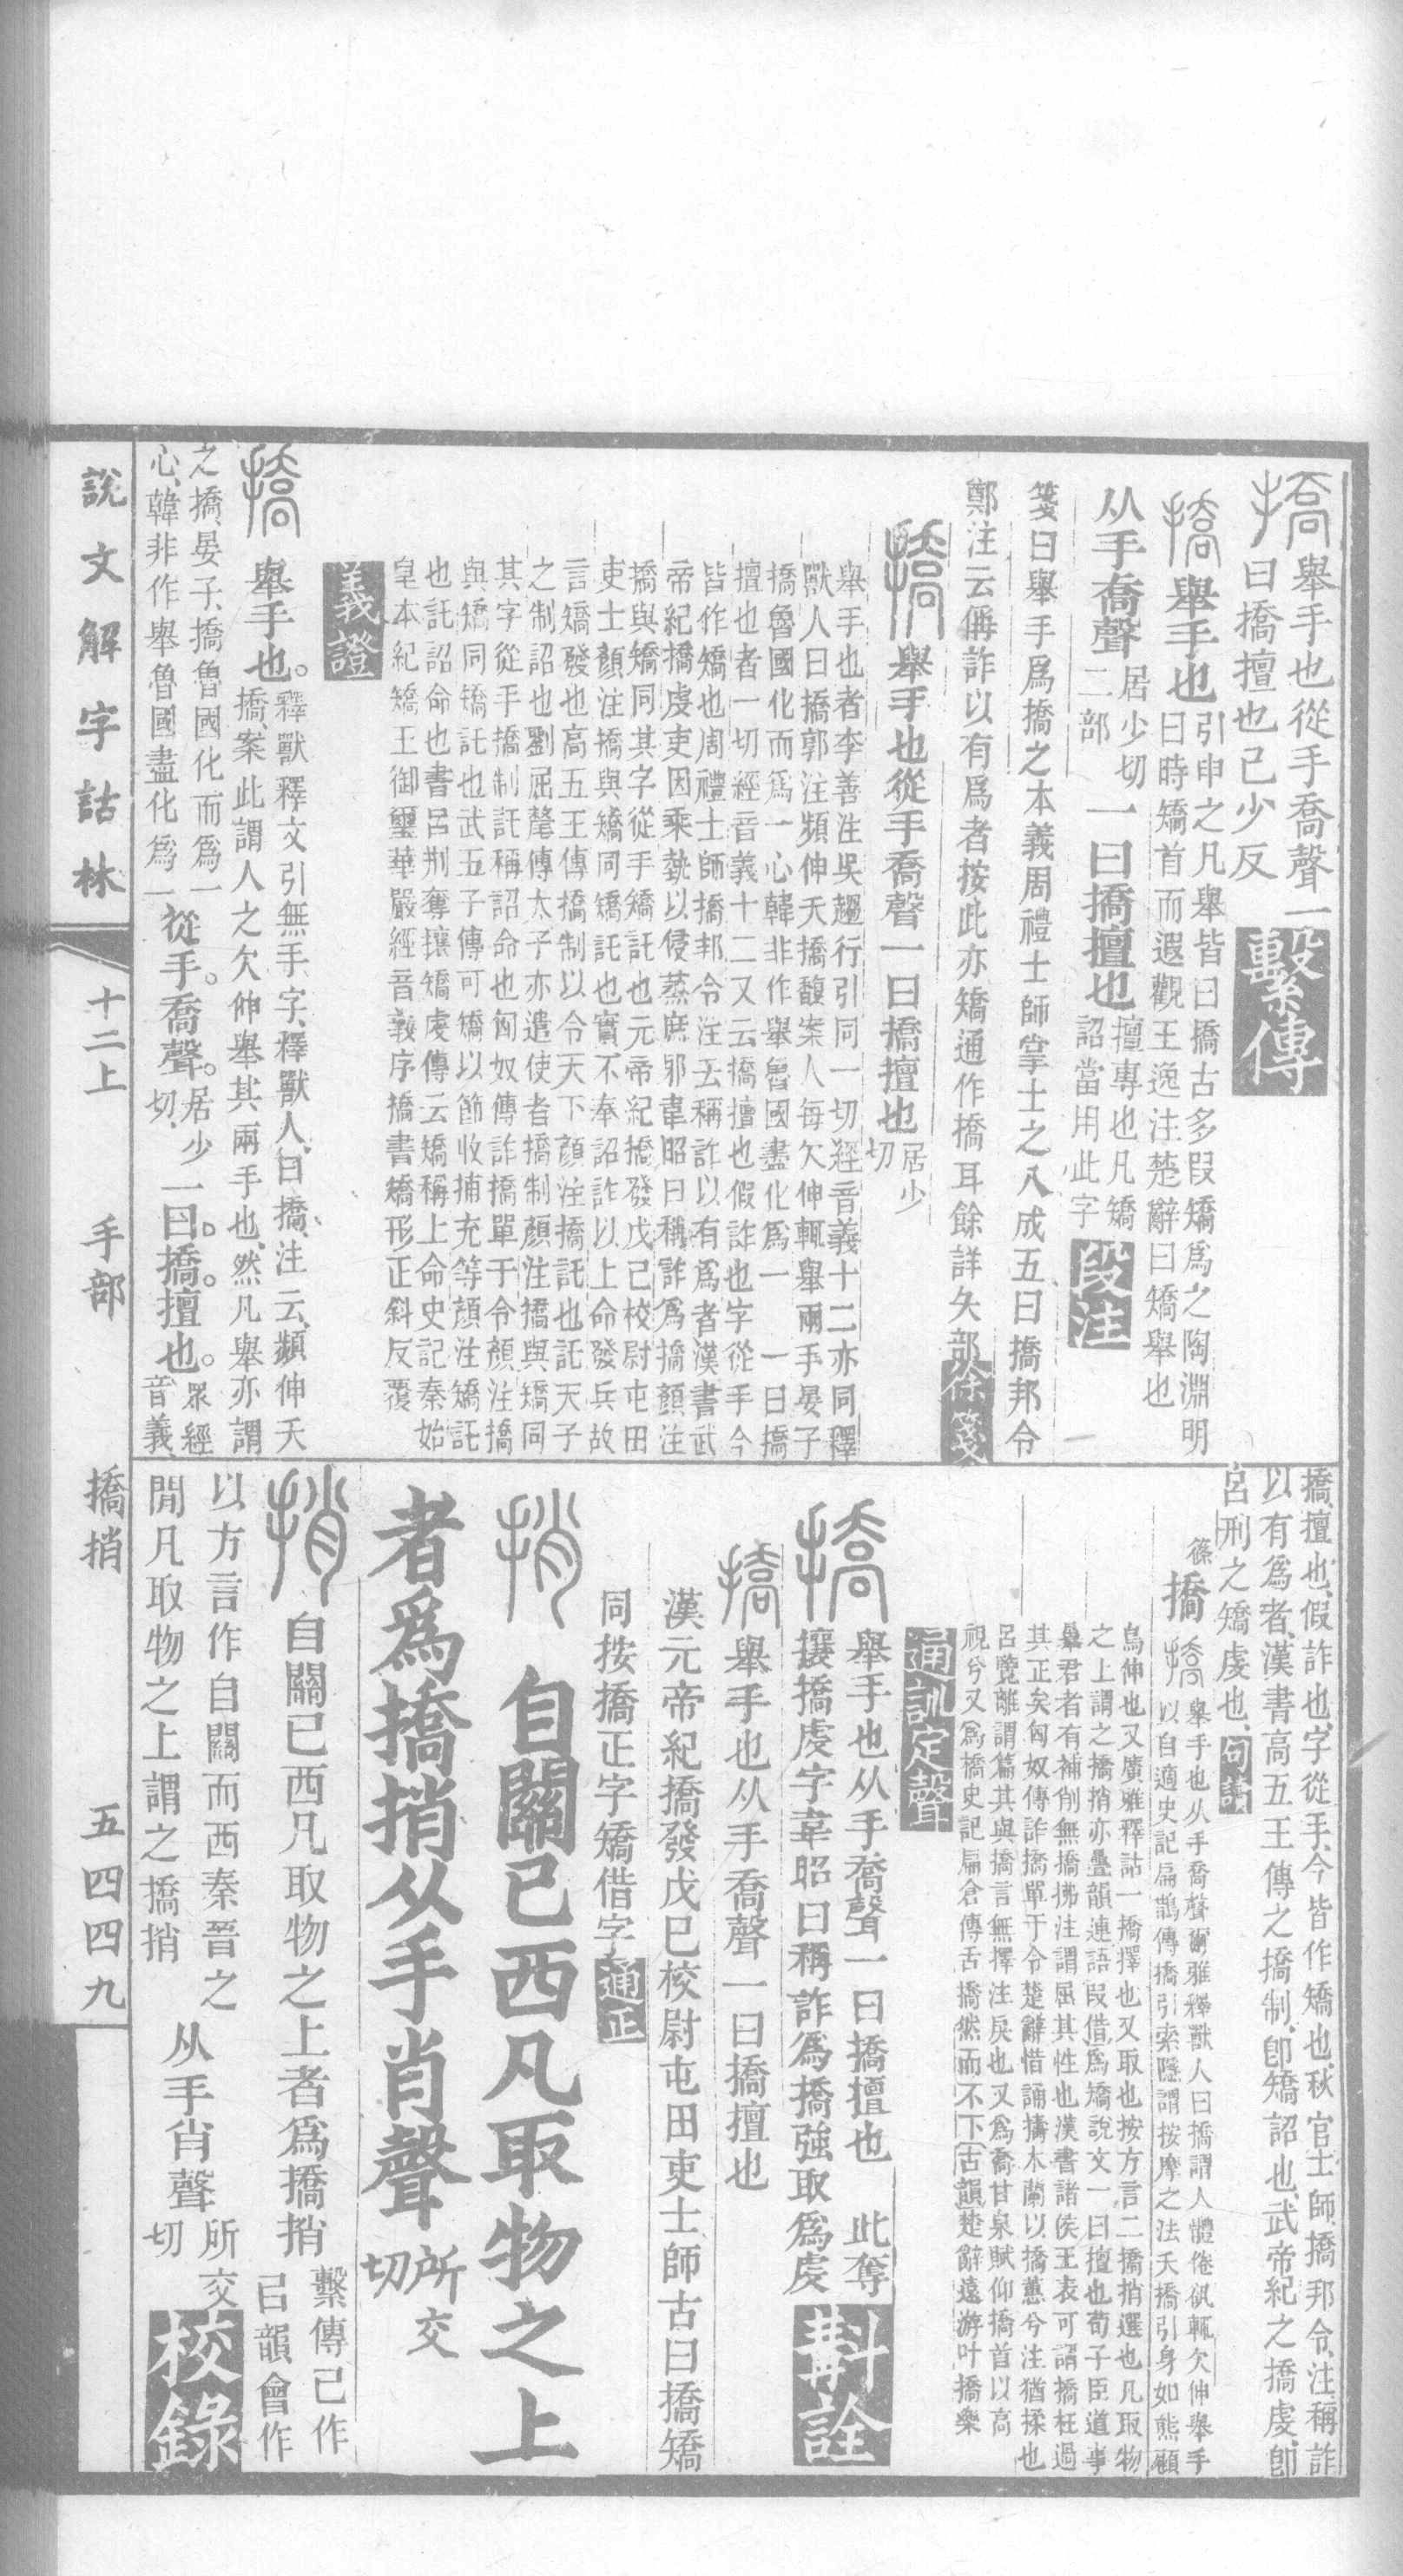 撟舉手也從手喬聲一
曰撟擅也己少反
繫傳
撟舉手也
引申之凡舉皆曰撟古多叚矯爲之陶淵明
曰時矯首而遐觀王逸注楚辭曰矯舉也
从手喬聲
居少切
二部
一曰撟擅也
擅專也凡矯
詔當用此字
段注
箋曰舉手爲撟之本義周禮士師掌士之八成五曰撟邦令
鄭注云稱詐以有爲者按此亦矯通作撟耳餘詳矢部
徐箋
撟舉手也從手喬聲一曰撟擅也
居少
切
舉手也者李善注吳趨行引同一切經音義十二亦同釋
獸人曰撟郭注頻伸夭撟馥案人每欠伸輒舉兩手晏子
撟魯國化而爲一心韓非作舉魯國盡化爲一 一曰撟
擅也者一切經音義十二又云撟擅也假詐也字從手今
皆作矯也周禮士師撟邦令注云稱詐以有爲者漢書武
帝紀撟虔吏因乘埶以侵蒸庶邪韋昭曰稱詐爲撟顏注
撟與矯同其字從手矯託也元帝紀撟發戊己校尉屯田
吏士顏注撟與矯同矯託也實不奉詔詐以上命發兵故
言矯發也高五王傳撟制以令天下顏注撟託也託天子
之制詔也劉屈氂傳太子亦遣使者撟制顏注撟與矯同
其字從手撟制託稱詔命也匈奴傳詐撟單于令顏注撟
與矯同矯託也武五子傳可矯以節收捕充等顏注矯託
也託詔命也書呂刑奪攘矯虔傳云矯稱上命史記秦始
皇本紀矯王御璽華嚴經音義序撟書矯形正斜反覆
義證
撟舉手也。
釋獸釋文引無手字、釋獸人、曰撟、注云、頻伸夭
撟、案此謂人之欠伸舉其兩手也、然凡舉亦謂
之撟、晏子、撟魯國化、而爲一
心、韓非作舉魯國盡化爲一
從手。喬聲。
居少
切、
一曰。撟。擅也。
眾經
音義、
撟、擅也、假詐也、字從手、今皆作矯也、秋官士師、撟邦令、注、稱詐
以有爲者、漢書高五王傳之撟制、卽矯詔也、武帝紀之撟虔、卽
呂刑之矯虔也、
句讀
篠
撟
舉手也从手喬聲爾雅釋獸人曰撟謂人體倦䫌輒欠伸舉手
以自適史記扁鵲傳撟引索隱謂按摩之法夭撟引身如熊顧
鳥伸也又廣雅釋詁一撟擇也又取也按方言二撟捎選也凡取物
之上謂之撟捎亦疊韻連語叚借爲矯說文一曰擅也荀子臣道事
暴君者有補削無撟拂注謂屈其性也漢書諸侯王表可謂撟枉過
其正矣匈奴傳詐撟單于令楚辭惜誦擣木蘭以撟蕙兮注猶揉也
呂覽離謂篇其與撟言無擇注戾也又爲喬甘泉賦仰撟首以高
視兮又爲撟史記扁倉傳舌撟然而不下古韻楚辭遠游叶撟樂
通訓定聲
撟舉手也从手喬聲一曰撟擅也 此奪
攘撟虔字韋昭曰稱詐爲撟強取爲虔
斠詮
撟舉手也从手喬聲一曰撟擅也
漢元帝紀撟發戊巳校尉屯田吏士師古曰撟矯
同按撟正字矯借字
通正
捎 自關已西凡取物之上
者爲撟捎从手肖聲
所交
切
捎自關已西凡取物之上者爲撟捎
繫傳己作
㠯韻會作
以方言作自關而西秦晉之
閒凡取物之上謂之撟捎
从手肖聲
所交
切
校錄
說文解字詁林
十二上 手部 撟捎 五四四九